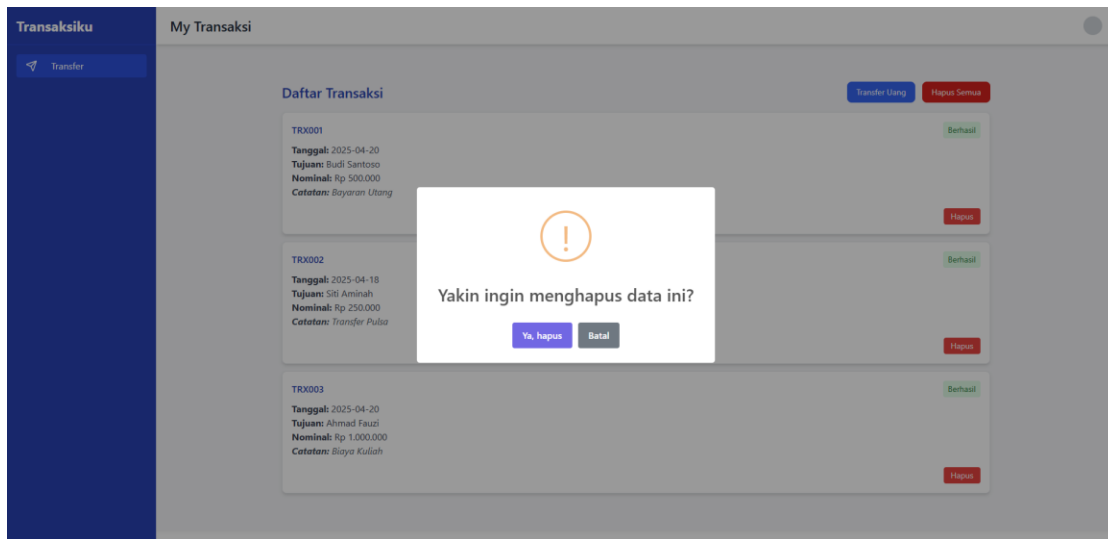 Transaksiku
My Transaksi
Transfer
Daftar Transaksi
Transfer Uang
Hapus Semua
TRX001
Berhasil
Tanggal: 2025-04-20
Tujuan: Budi Santoso
Nominal: Rp 500.000
Catatan: Bayaran Utang
Hapus
TRX002
Berhasil
Tanggal: 2025-04-18
Tujuan: Siti Aminah
Nominal: Rp 250.000
Catatan: Transfer Pulsa
Hapus
!
Yakin ingin menghapus data ini?
Ya, hapus
Batal
TRX003
Berhasil
Tanggal: 2025-04-20
Tujuan: Ahmad Fauzi
Nominal: Rp 1.000.000
Catatan: Biaya Kuliah
Hapus